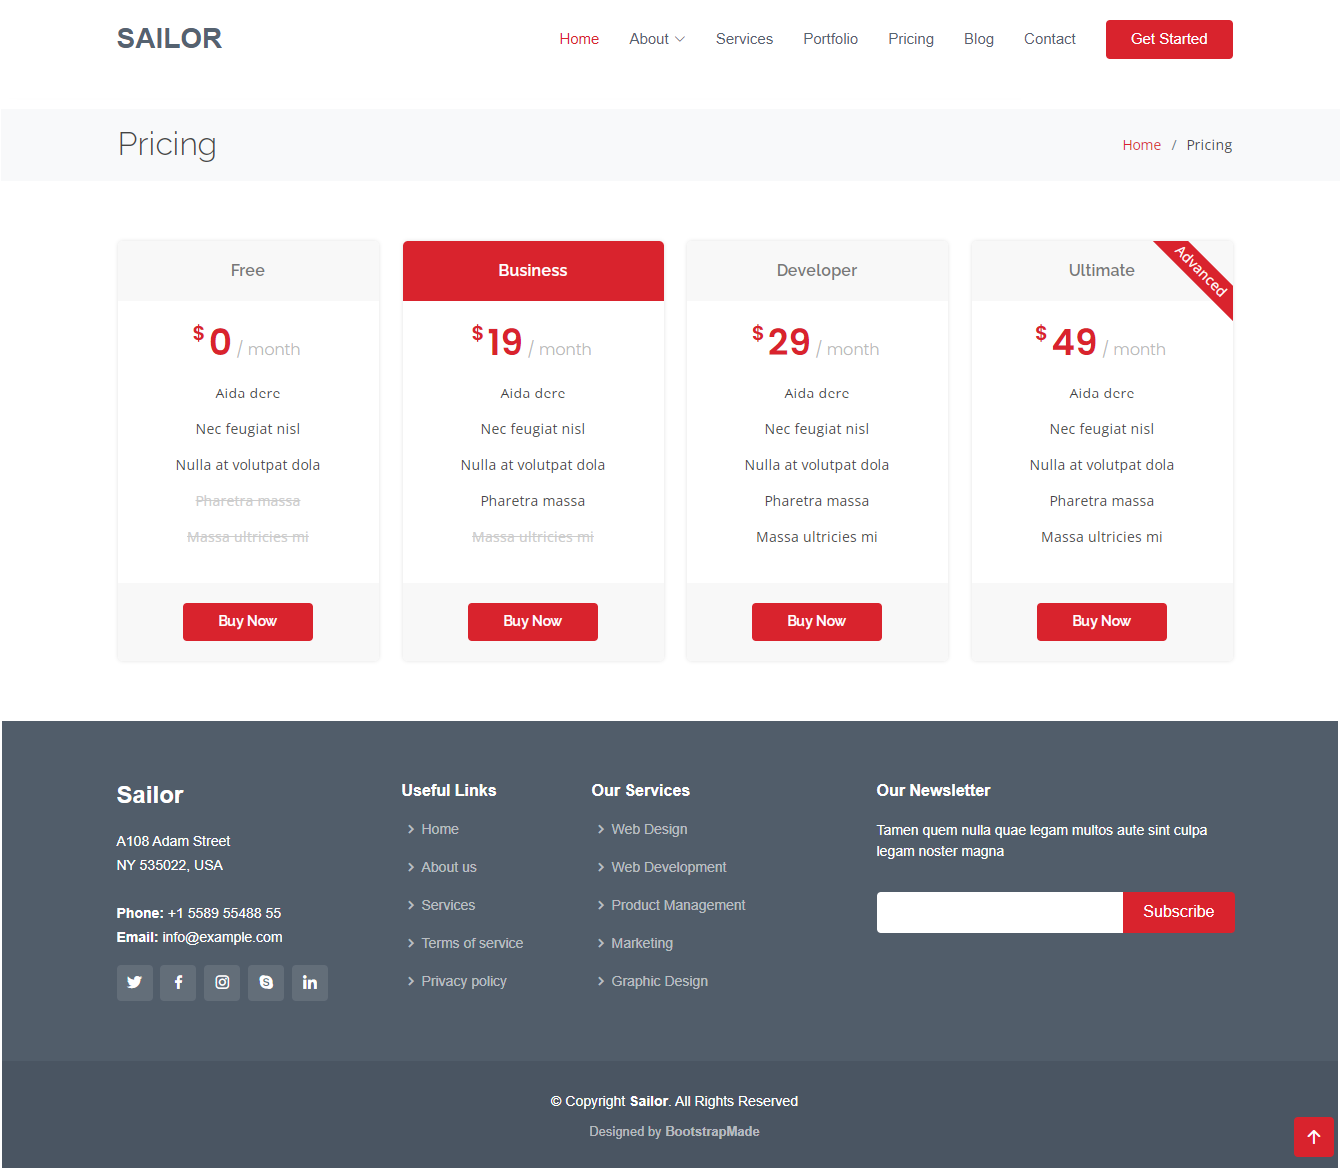 SAILOR
Home About Services Portfolio Pricing Blog Contact Get Started
Pricing
Home / Pricing
Free
$0 / month
Aida dere
Nec feugiat nisl
Nulla at volutpat dola
Pharetra massa
Massa ultricies mi
Buy Now
Business
$19 / month
Aida dere
Nec feugiat nisl
Nulla at volutpat dola
Pharetra massa
Massa ultricies mi
Buy Now
Developer
$29 / month
Aida dere
Nec feugiat nisl
Nulla at volutpat dola
Pharetra massa
Massa ultricies mi
Buy Now
Ultimate
Advanced
$49 / month
Aida dere
Nec feugiat nisl
Nulla at volutpat dola
Pharetra massa
Massa ultricies mi
Buy Now
Sailor
A108 Adam Street
NY 535022, USA
Phone: +1 5589 55488 55
Email: info@example.com
Useful Links
Home
About us
Services
Terms of service
Privacy policy
Our Services
Web Design
Web Development
Product Management
Marketing
Graphic Design
Our Newsletter
Tamen quem nulla quae legam multos aute sint culpa
legam noster magna
Subscribe
© Copyright Sailor. All Rights Reserved
Designed by BootstrapMade